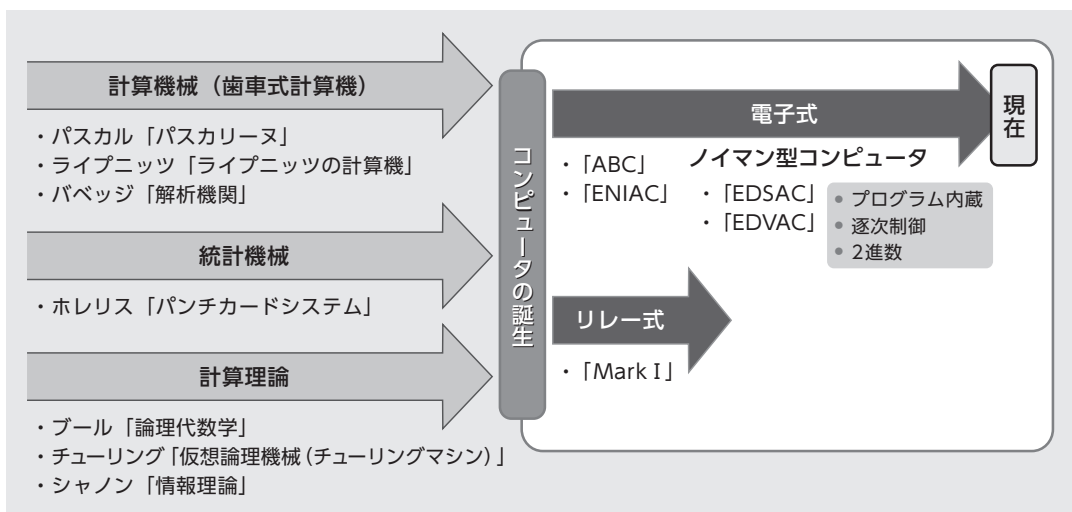 計算機械（歯車式計算機）
・パスカル「パスカリーヌ」
・ライプニッツ「ライプニッツの計算機」
・バベッジ「解析機関」
統計機械
・ホレリス「パンチカードシステム」
計算理論
・ブール「論理代数学」
・チューリング「仮想論理機械（チューリングマシン）」
・シャノン「情報理論」
コンピュータの誕生
電子式
・「ABC」
・「ENIAC」
ノイマン型コンピュータ
・「EDSAC」
・「EDVAC」
● プログラム内蔵
● 逐次制御
● 2進数
リレー式
・「Mark I」
現在